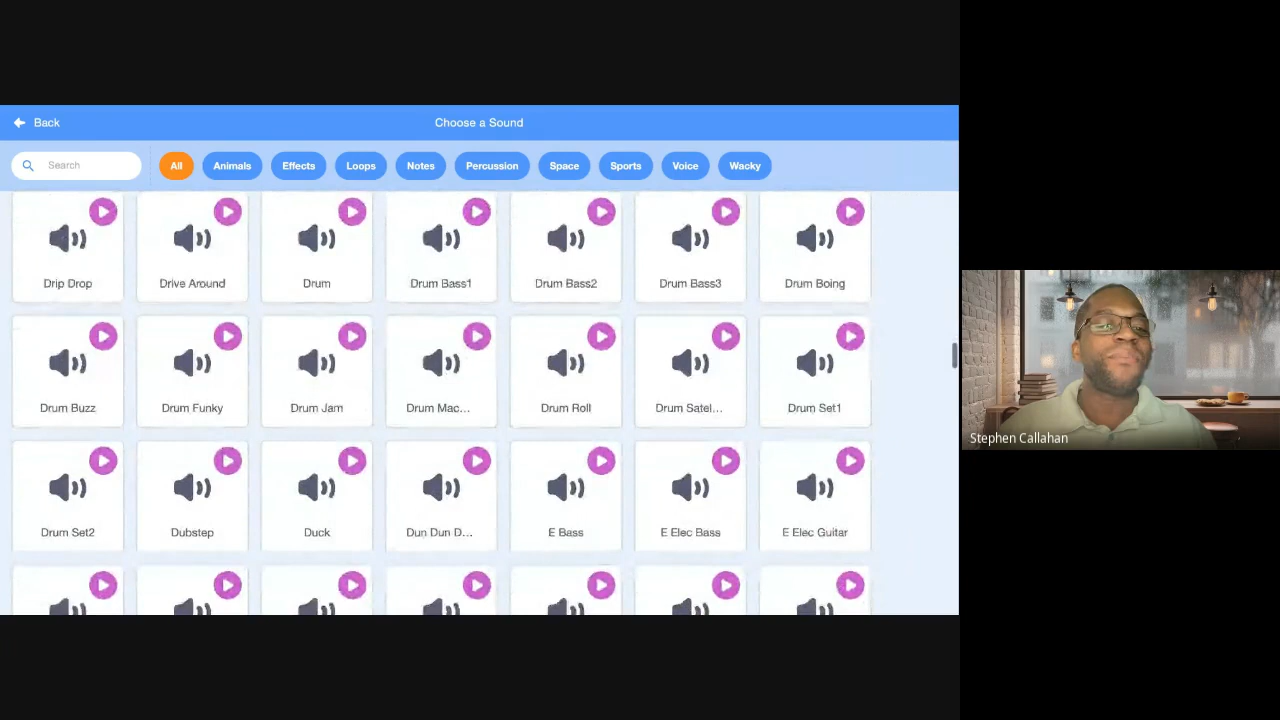 Back
Choose a Sound
Search
All
Animals
Effects
Loops
Notes
Percussion
Space
Sports
Voice
Wacky
Drip Drop
Drive Around
Drum
Drum Bass1
Drum Bass2
Drum Bass3
Drum Boing
Drum Buzz
Drum Funky
Drum Jam
Drum Mac...
Drum Roll
Drum Satel...
Drum Set1
Drum Set2
Dubstep
Duck
Dun Dun D...
E Bass
E Elec Bass
E Elec Guitar
Stephen Callahan